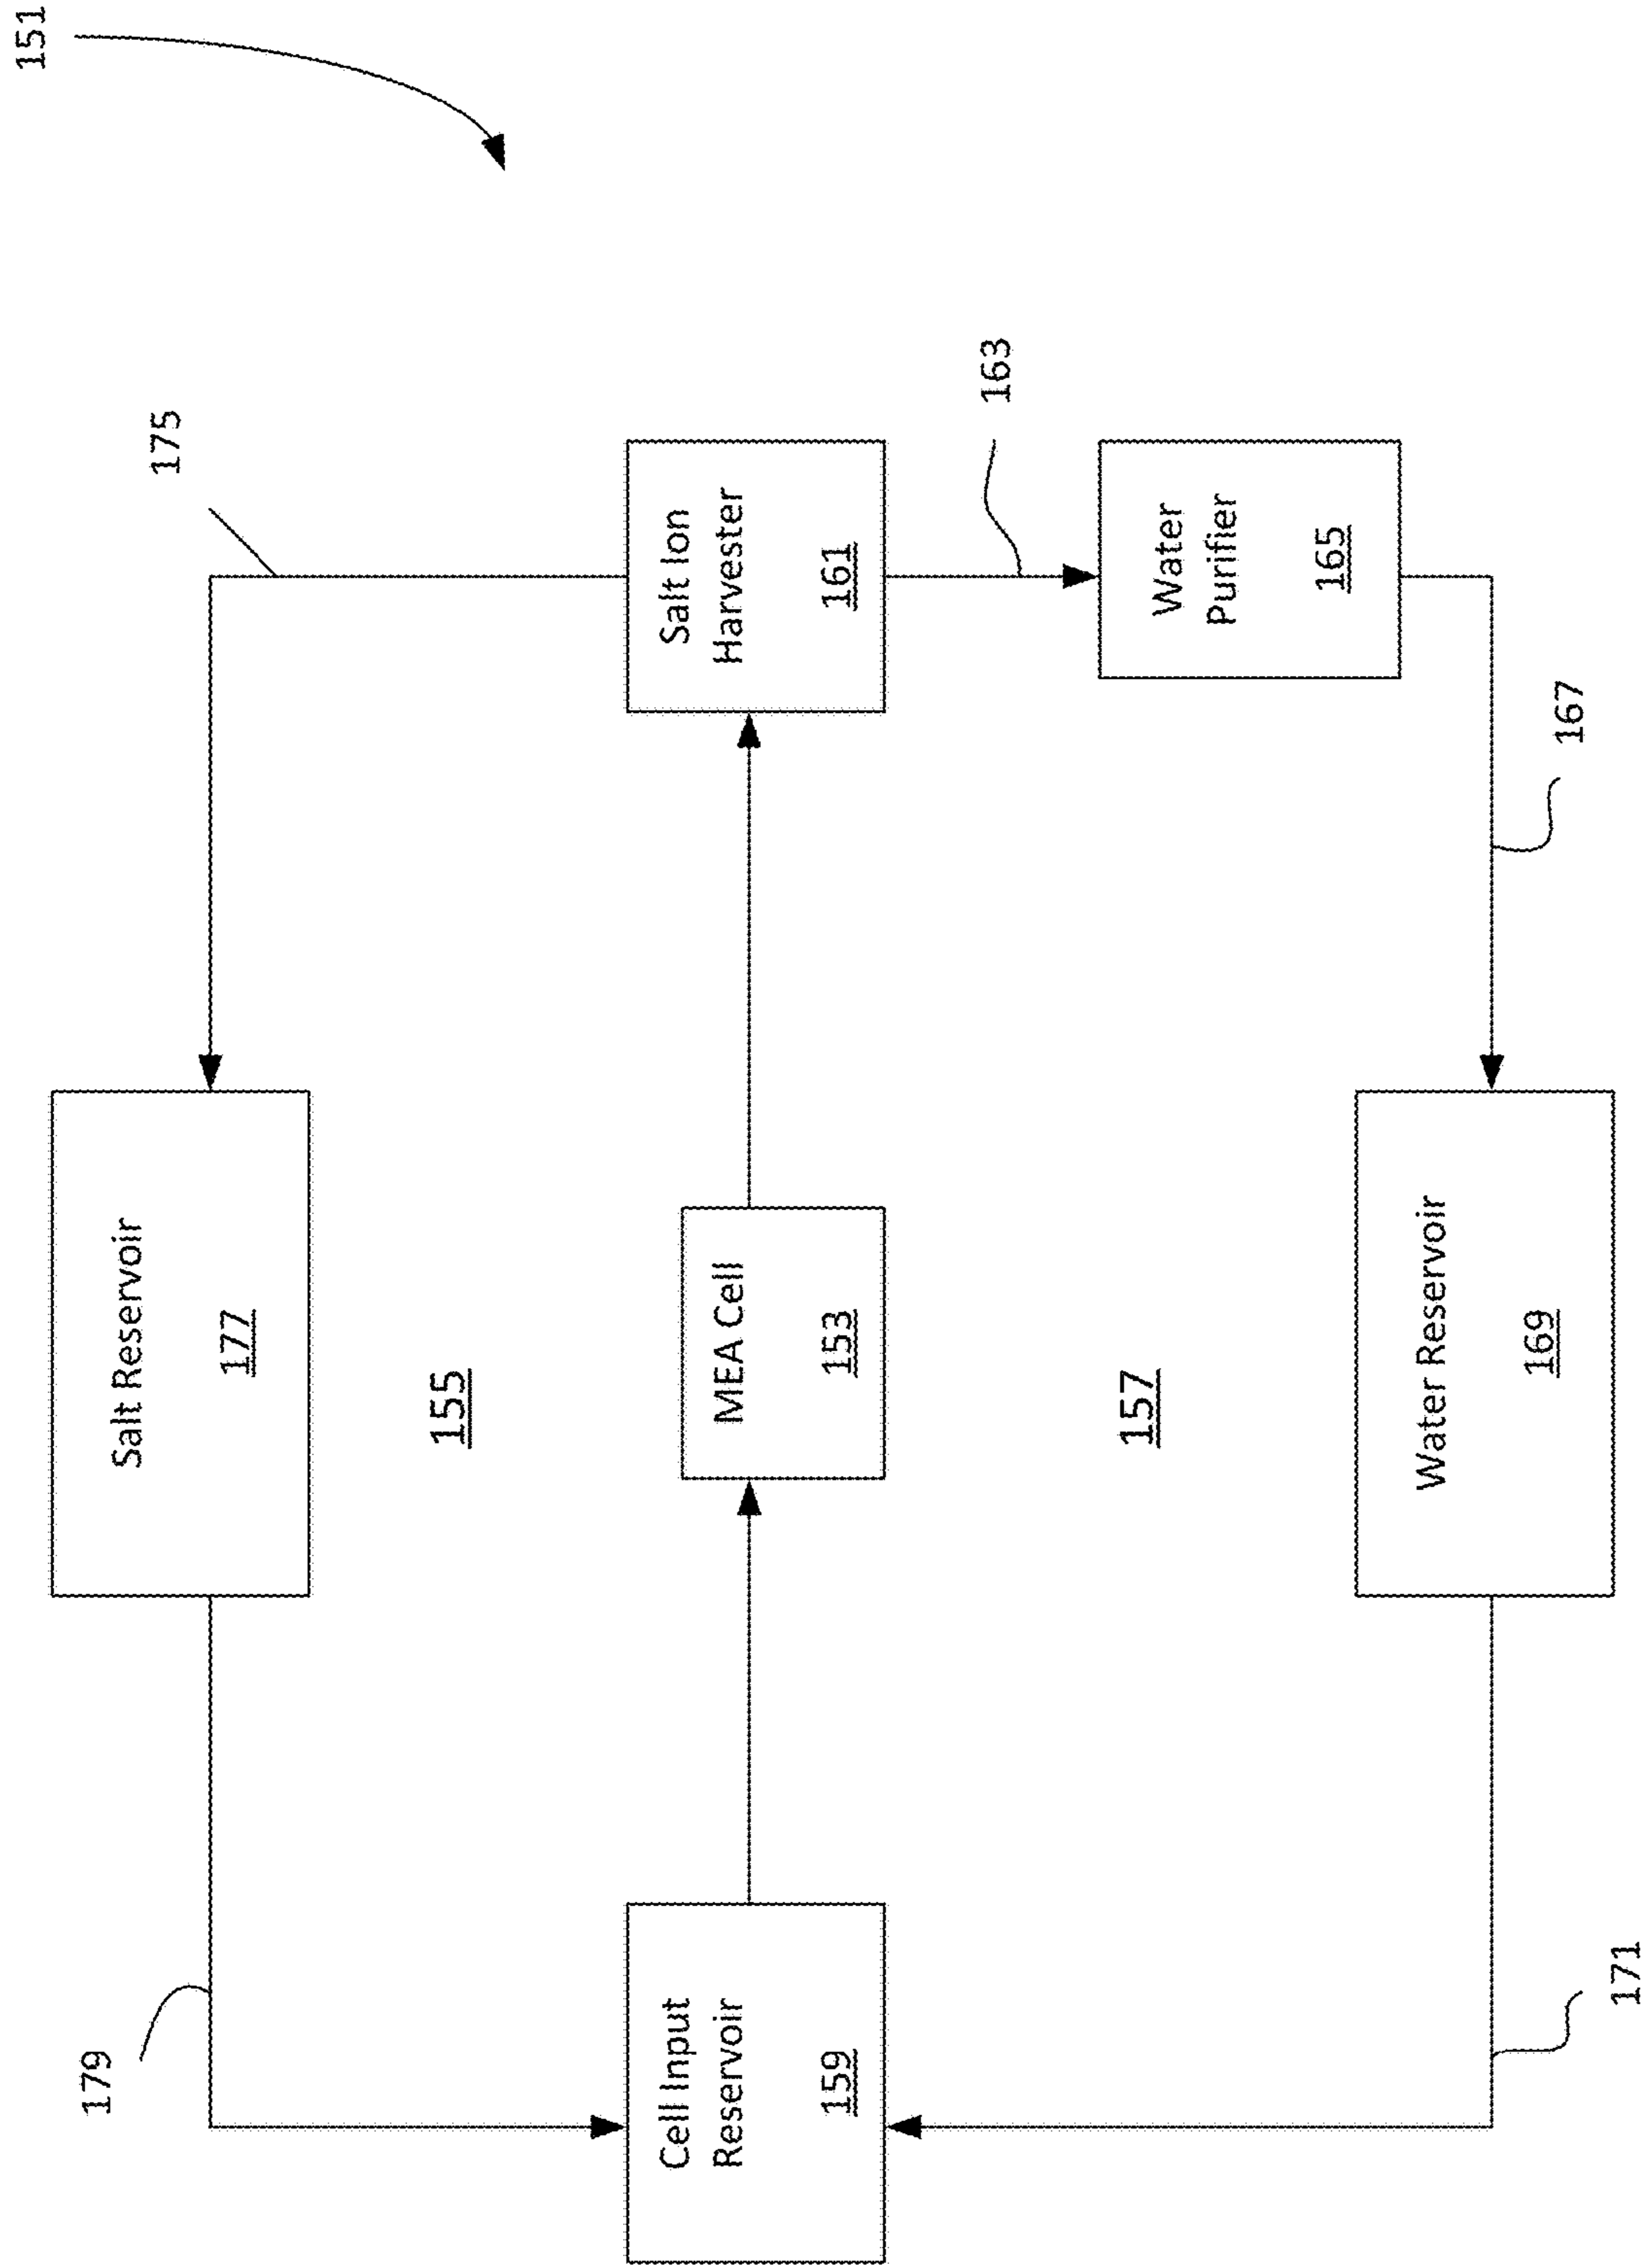 151
179
Salt Reservoir
177
175
155
Cell Input
Reservoir
159
MEA Cell
153
Salt Ion
Harvester
161
163
157
Water
Purifier
165
Water Reservoir
169
167
171